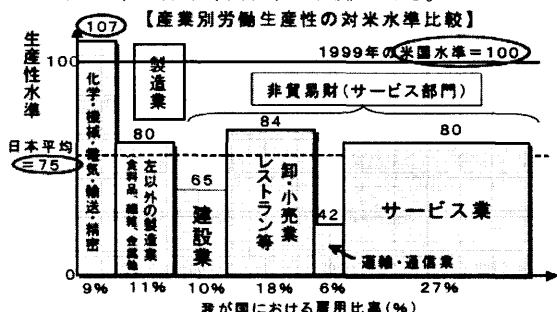 【産業別労働生産性の対米水準比較】
生産性水準
107
100
1999年の米国水準=100
製造業
非貿易財(サービス部門)
日本平均
=75
80
65
84
42
80
化学・機械・電気・輸送・精密
左以外の製造業
食料品、繊維、金属他
建設業
卸・小売業
レストラン等
運輸・通信業
サービス業
0
9%
11%
10%
18%
6%
27%
我が国における雇用比率(%)